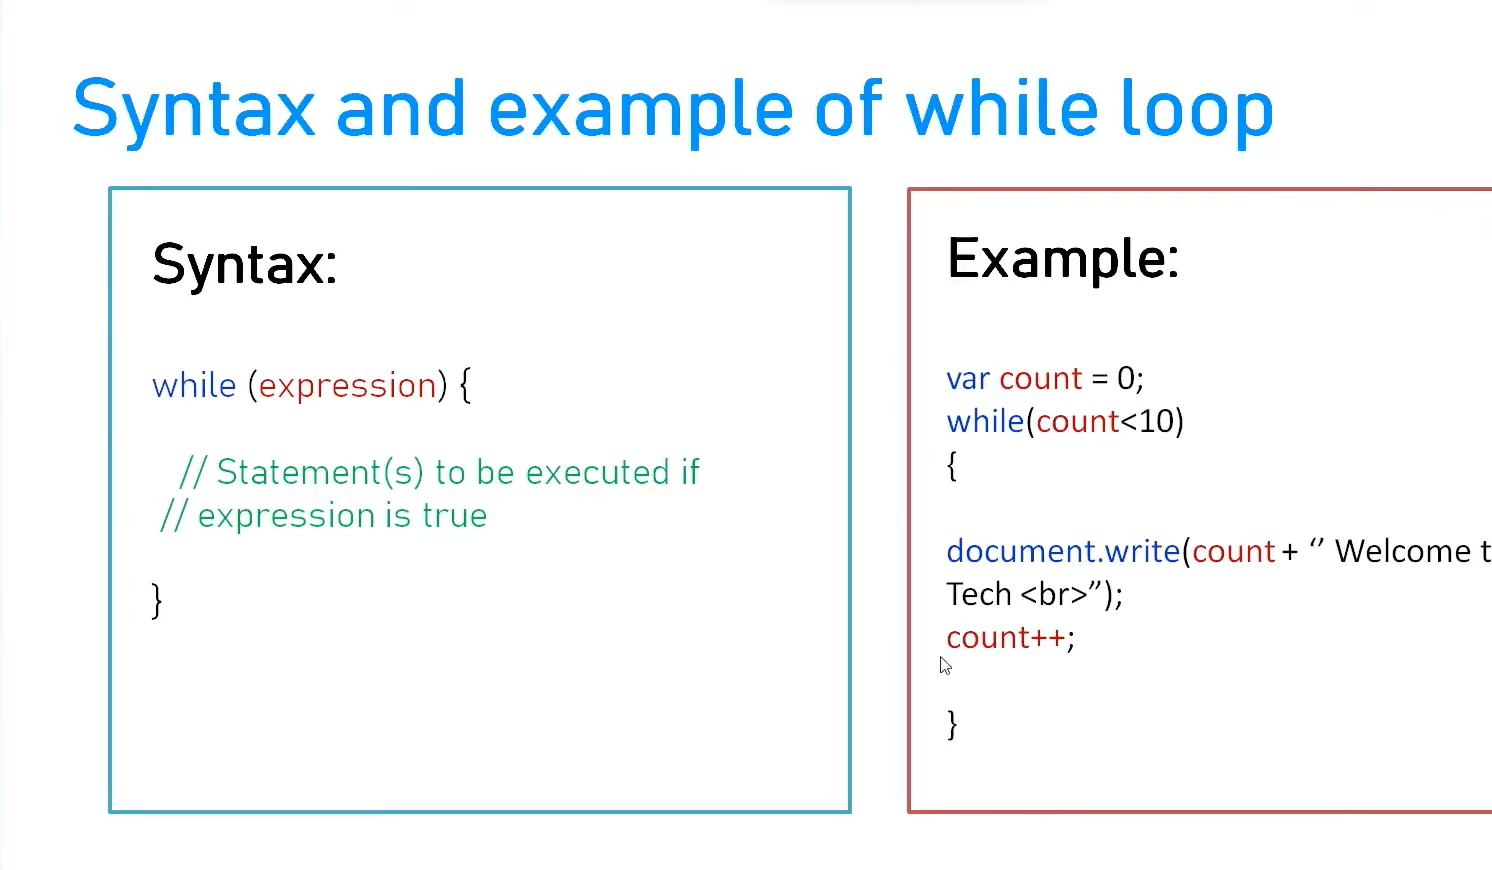 Syntax and example of while loop
Syntax:
while (expression) {
// Statement(s) to be executed if
// expression is true
}
Example:
var count = 0;
while(count<10)
{
document.write(count + “ Welcome
Tech <br>”);
count++;
}